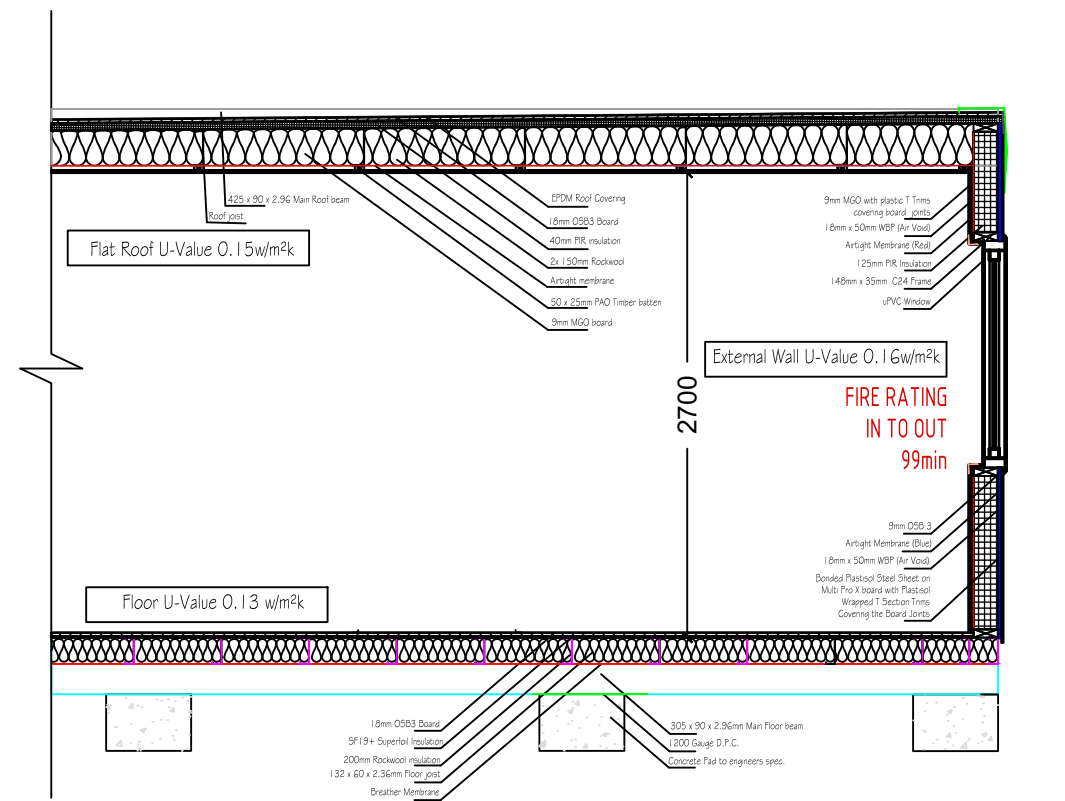 425 x 90 x 2.96 Main Roof beam
Roof joist
Flat Roof U-Value 0.15w/m²k
EPDM Roof Covering
18mm OSB3 Board
40mm PIR insulation
2x 150mm Rockwool
Airtight membrane
50 x 25mm PAO Timber batten
9mm MGO board
9mm MGO with plastic T Trims
covering board joints
18mm x 50mm WBP (Air Void)
Airtight Membrane (Red)
125mm PIR Insulation
148mm x 35mm C24 Frame
uPVC Window
External Wall U-Value 0.16w/m²k
FIRE RATING
IN TO OUT
99min
2700
9mm OSB 3
Airtight Membrane (Blue)
18mm x 50mm WBP (Air Void)
Bonded Plastisol Steel Sheet on
Multi Pro X board with Plastisol
Wrapped T Section Trims
Covering the Board Joints
Floor U-Value 0.13 w/m²k
18mm OSB3 Board
SF19+ Superfoil Insulation
200mm Rockwool insulation
132 x 60 x 2.36mm Floor joist
Breather Membrane
305 x 90 x 2.96mm Main Floor beam
1200 Gauge D.P.C.
Concrete Pad to engineers spec.